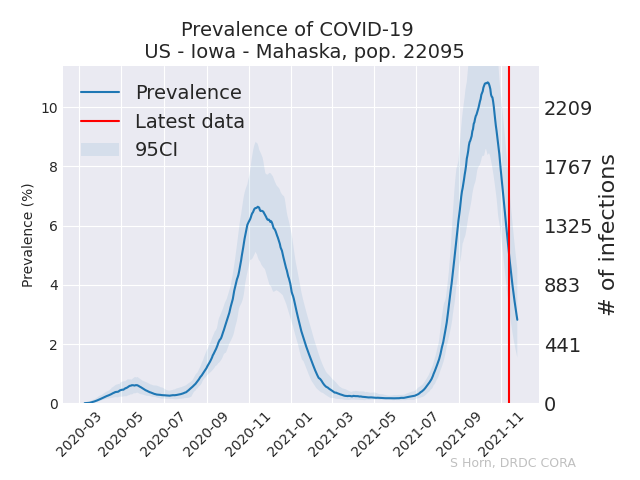 Prevalence of COVID-19
US - Iowa - Mahaska, pop. 22095
Prevalence
Latest data
95CI
Prevalence (%)
10
8
6
4
2
0
2209
1767
1325
883
441
0
# of infections
2020-03
2020-05
2020-07
2020-09
2020-11
2021-01
2021-03
2021-05
2021-07
2021-09
2021-11
S Horn, DRDC CORA